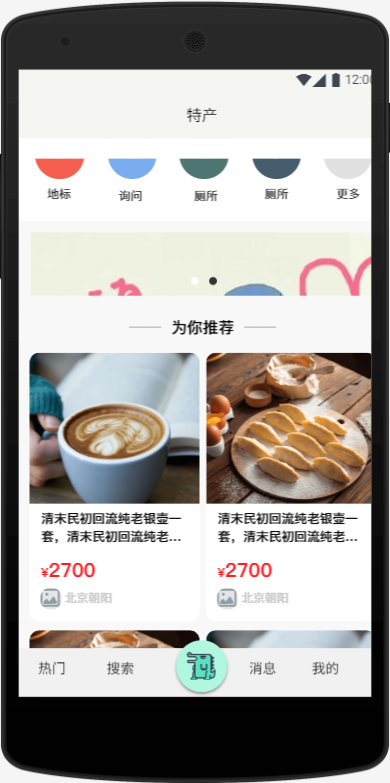 12:00
特产
地标
询问
厕所
厕所
更多
为你推荐
清末民初回流纯老银壶一
套，清末民初回流纯老...
¥2700
北京朝阳
清末民初回流纯老银壶一
套，清末民初回流纯老...
¥2700
北京朝阳
热门
搜索
消息
我的